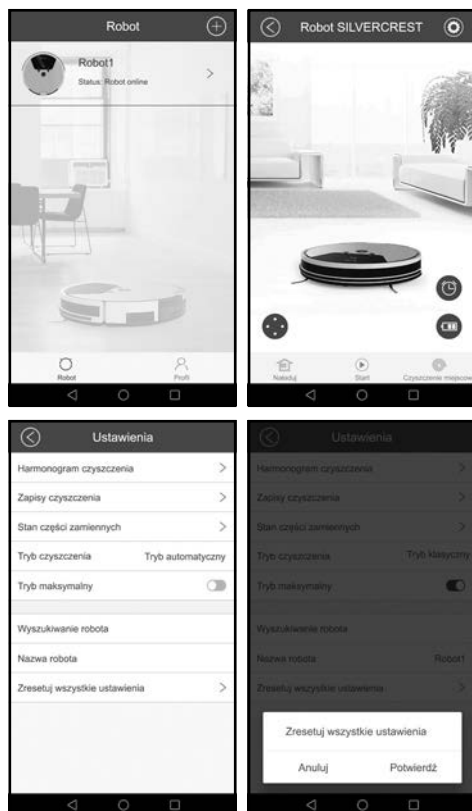 Robot
Robot1
Status: Robot online
Robot
Profil
Robot SILVERCREST
Naładuj
Start
Czyszczenie miejscow
Ustawienia
Harmonogram czyszczenia
Zapisy czyszczenia
Stan części zamiennych
Tryb czyszczenia Tryb automatyczny
Tryb maksymalny
Wyszukiwanie robota
Nazwa robota
Zresetuj wszystkie ustawienia
Ustawienia
Harmonogram czyszczenia
Zapisy czyszczenia
Stan części zamiennych
Tryb czyszczenia Tryb klasyczny
Tryb maksymalny
Wyszukiwanie robota
Nazwa robota Robot1
Zresetuj wszystkie ustawienia
Zresetuj wszystkie ustawienia
Anuluj Potwierdź